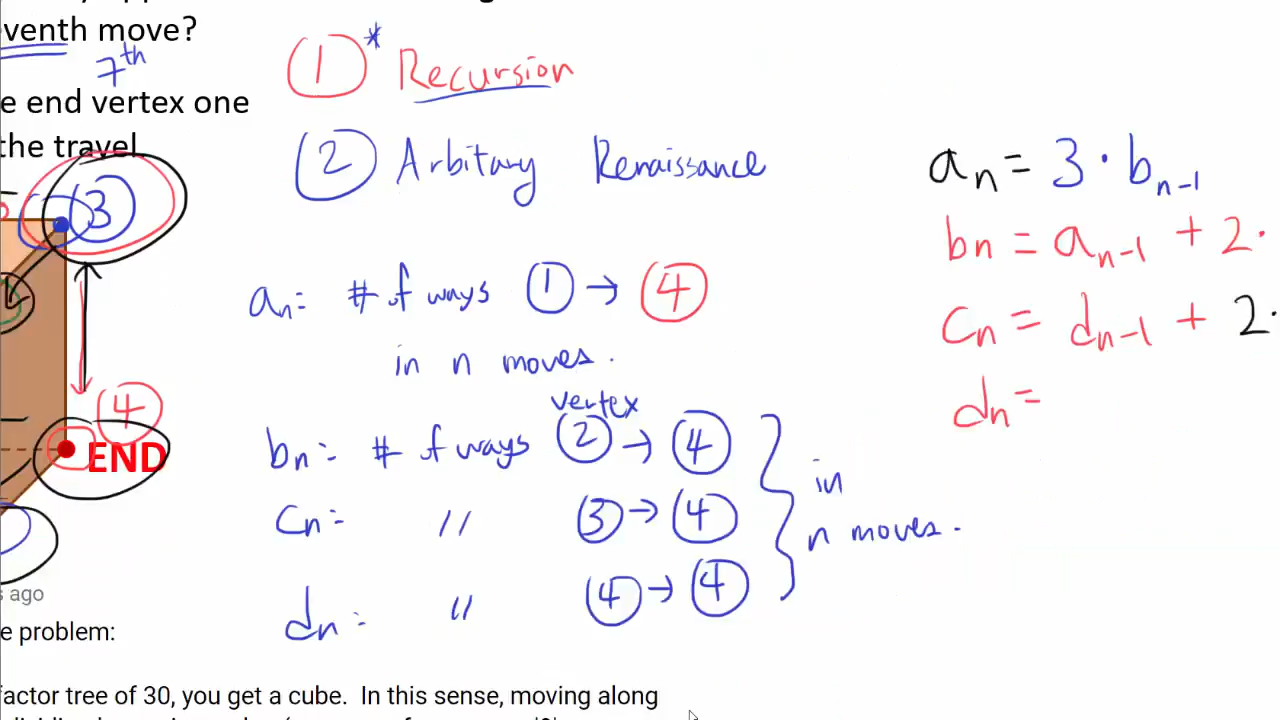 venth move?
7th
e end vertex one
the travel
① * Recursion
② Arbitary Renaissance
③
④
END
an = # of ways ① → ④
in n moves.
bn = # of ways vertex ② → ④
cn = " ③ → ④
dn = " ④ → ④
in
n moves.
an = 3 · bn-1
bn = an-1 + 2·
cn = dn-1 + 2·
dn =
s ago
e problem:
factor tree of 30, you get a cube. In this sense, moving along